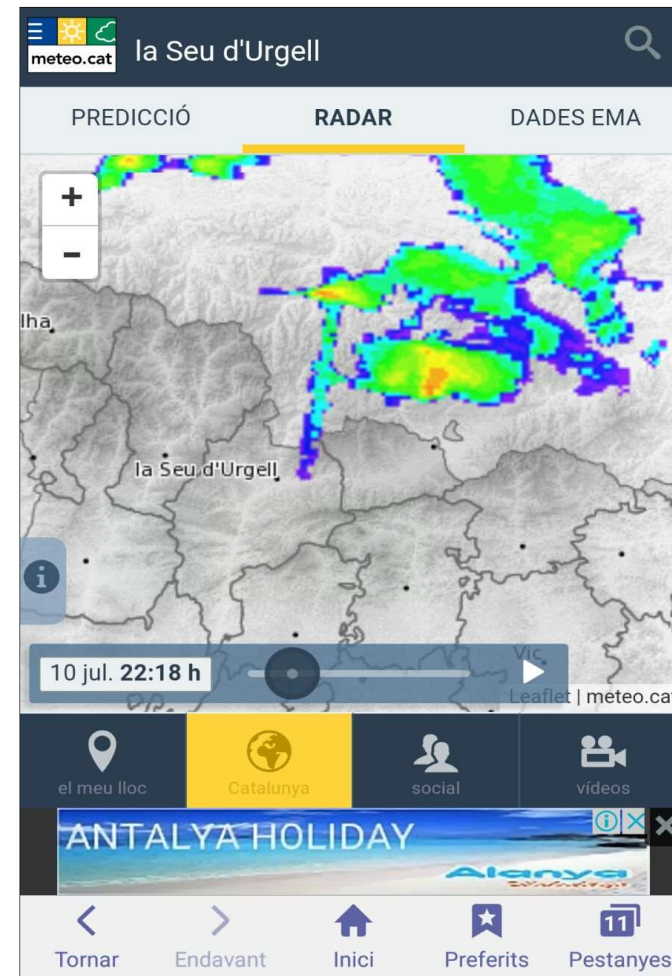 meteo.cat
la Seu d'Urgell
PREDICCIÓ
RADAR
DADES EMA
+
-
lha
la Seu d'Urgell
i
10 jul. 22:18 h
Vic
Leaflet | meteo.cat
el meu lloc
Catalunya
social
vídeos
ANTALYA HOLIDAY
Alanya
Tornar
Endavant
Inici
Preferits
11
Pestanyes